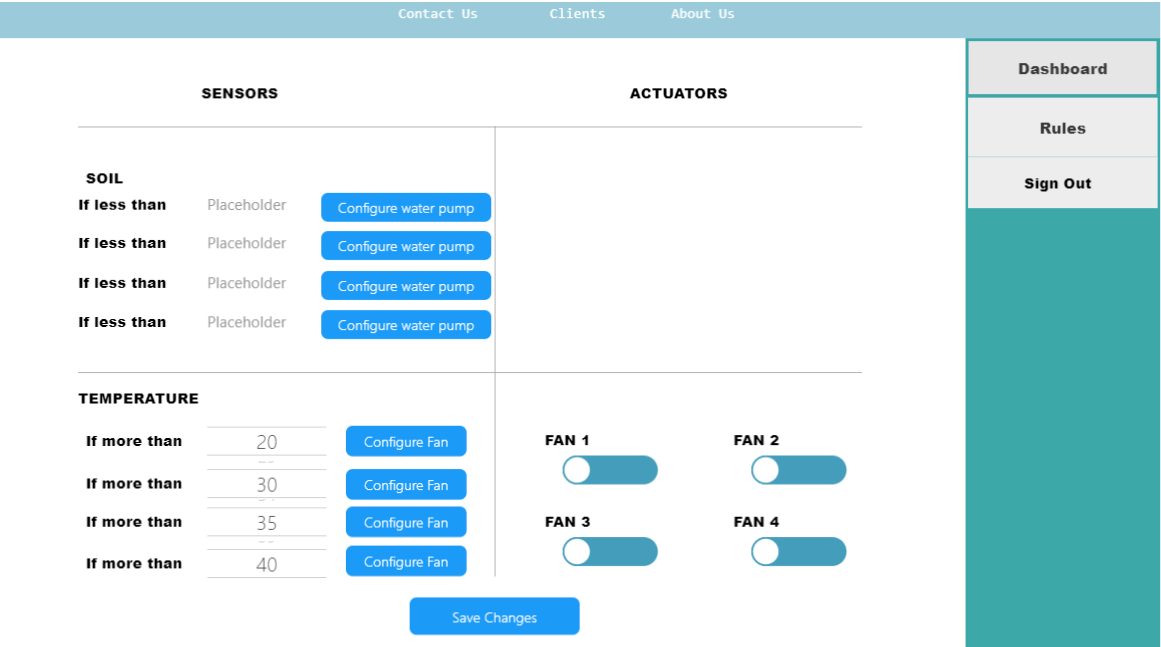 Contact Us Clients About Us
Dashboard
Rules
Sign Out
SENSORS ACTUATORS
SOIL
If less than Placeholder Configure water pump
If less than Placeholder Configure water pump
If less than Placeholder Configure water pump
If less than Placeholder Configure water pump
TEMPERATURE
If more than 20 Configure Fan
If more than 30 Configure Fan
If more than 35 Configure Fan
If more than 40 Configure Fan
FAN 1 FAN 2
FAN 3 FAN 4
Save Changes